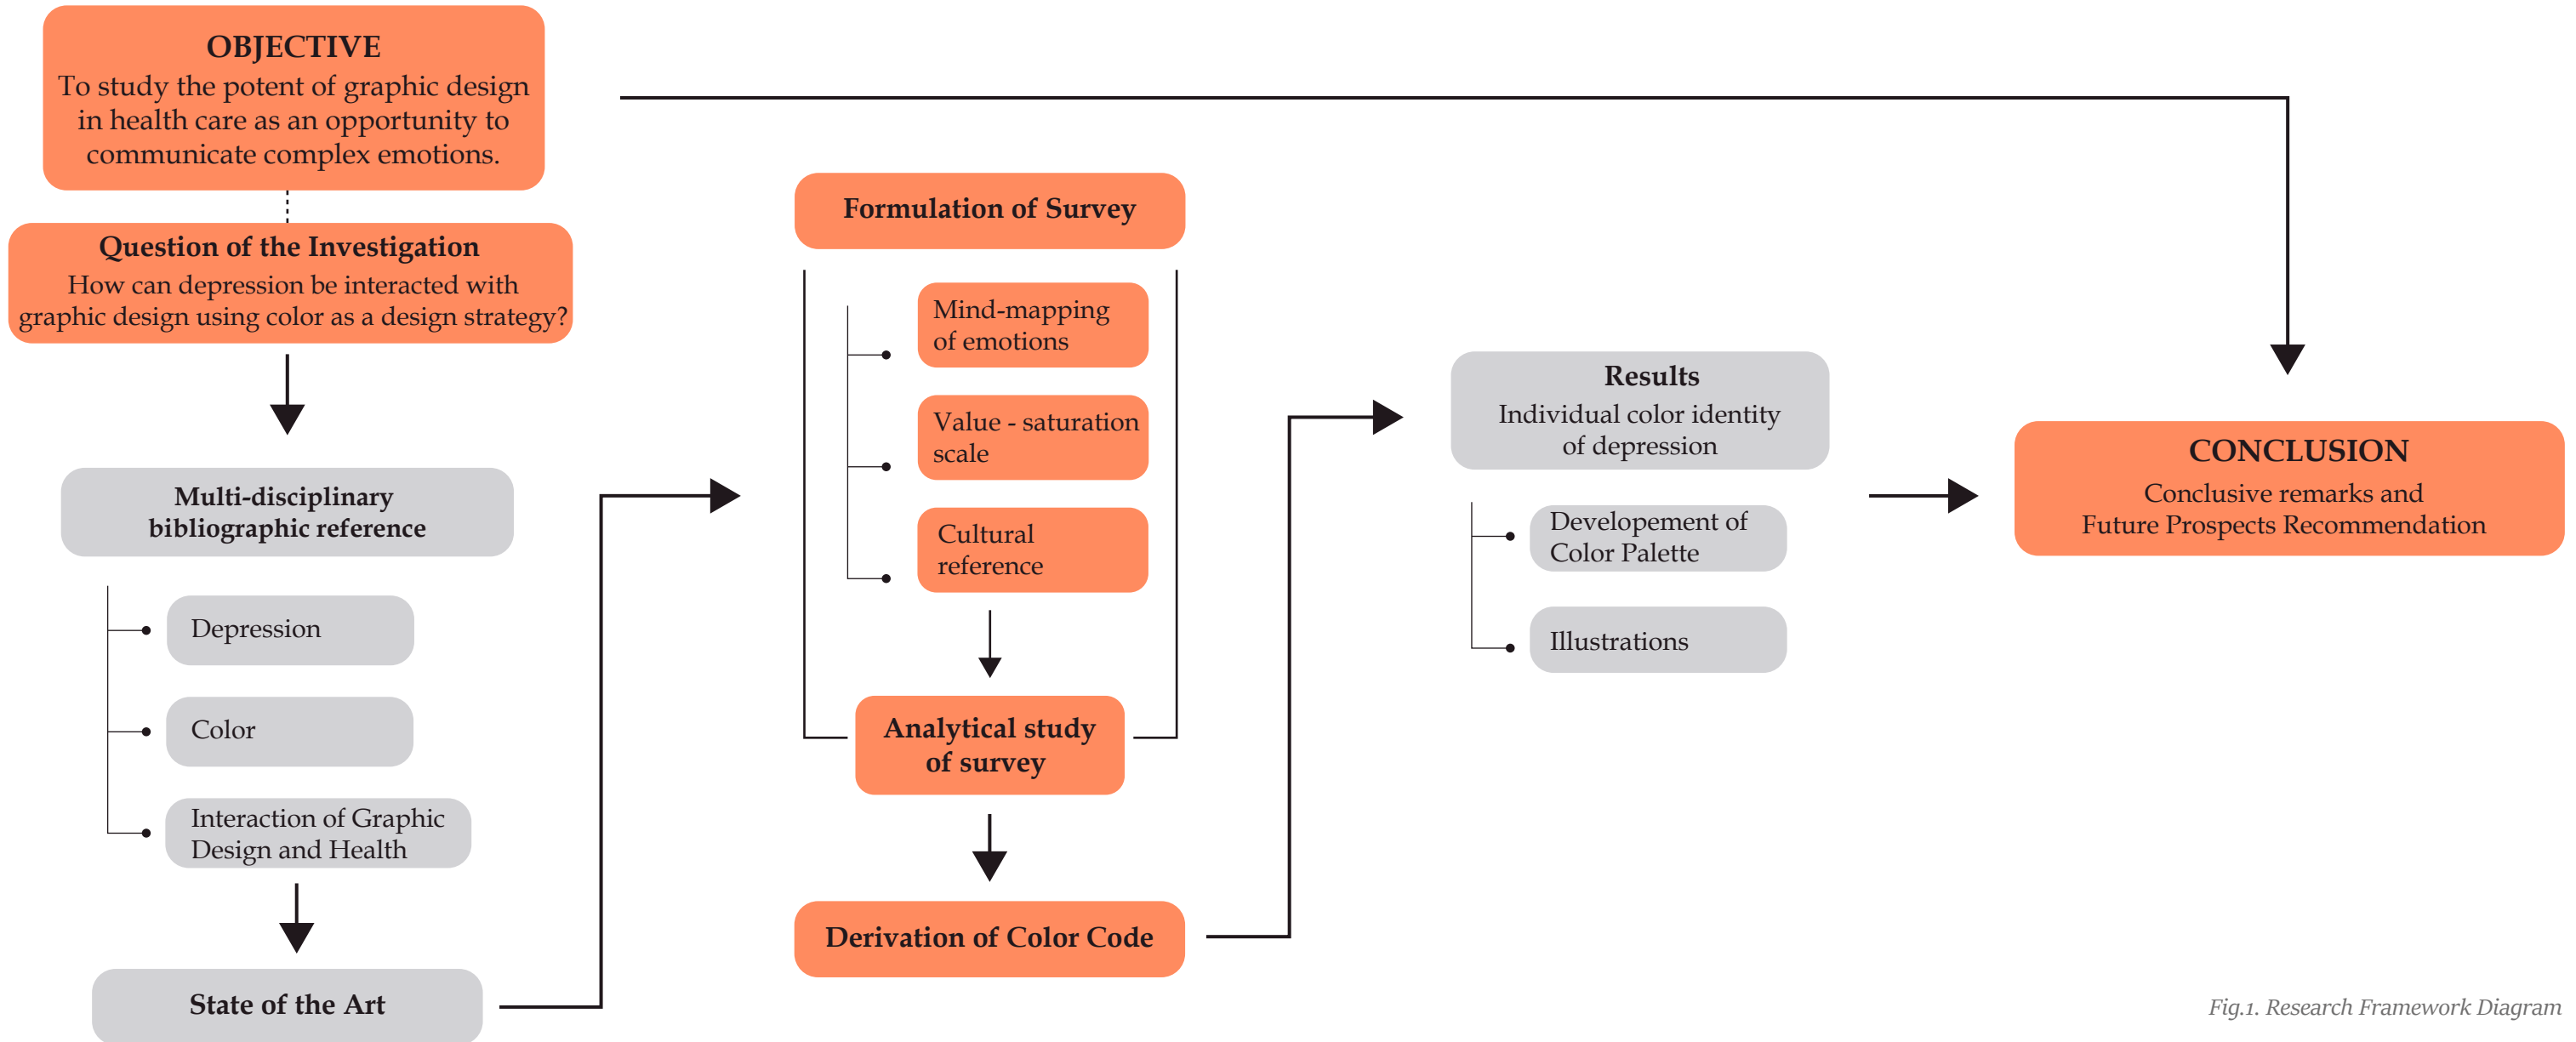 OBJECTIVE
To study the potent of graphic design
in health care as an opportunity to
communicate complex emotions.
Question of the Investigation
How can depression be interacted with
graphic design using color as a design strategy?
Multi-disciplinary
bibliographic reference
Depression
Color
Interaction of Graphic
Design and Health
State of the Art
Formulation of Survey
Mind-mapping
of emotions
Value - saturation
scale
Cultural
reference
Analytical study
of survey
Derivation of Color Code
Results
Individual color identity
of depression
Developement of
Color Palette
Illustrations
CONCLUSION
Conclusive remarks and
Future Prospects Recommendation
Fig.1. Research Framework Diagram